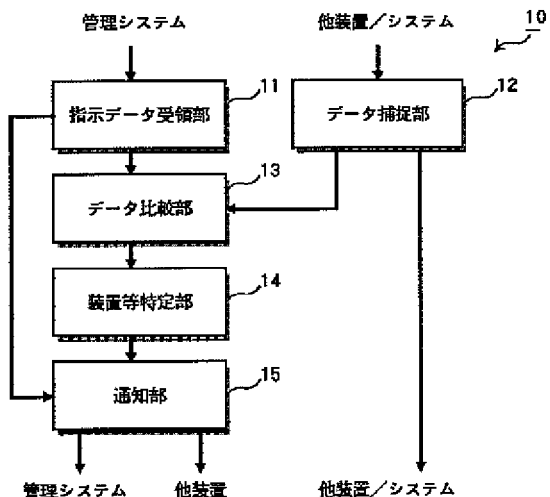 管理システム
他装置/システム
10
指示データ受領部
11
データ捕捉部
12
データ比較部
13
装置等特定部
14
通知部
15
管理システム
他装置
他装置/システム